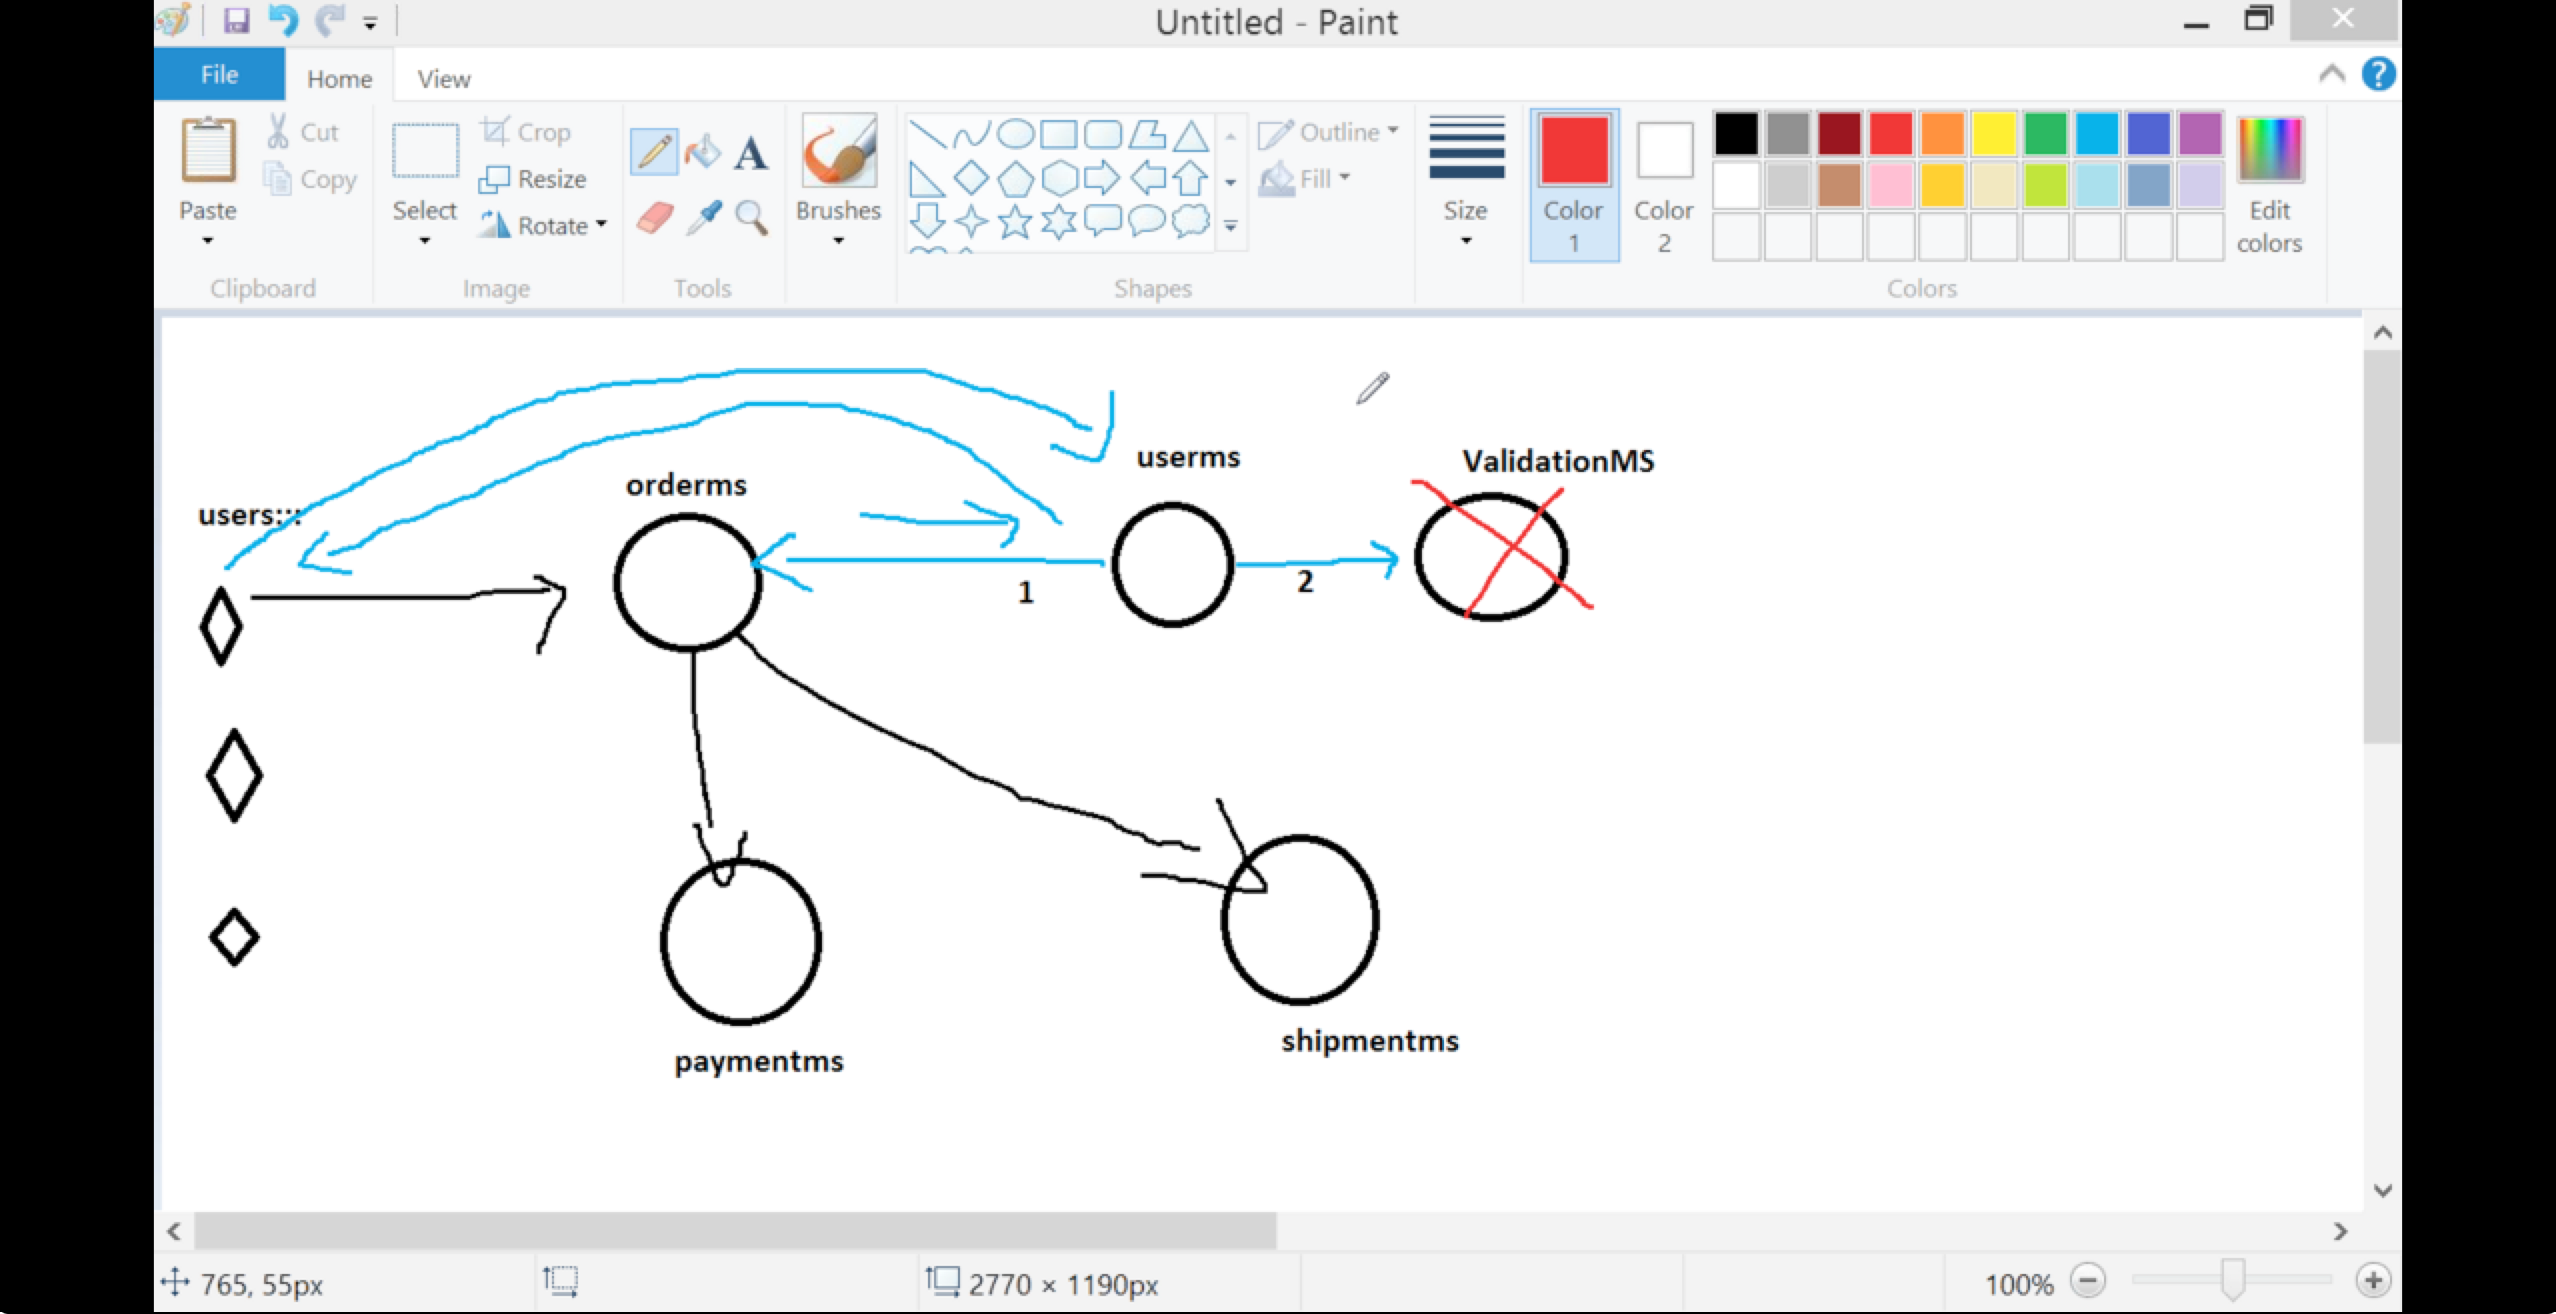 Untitled - Paint
File Home View
Paste
Cut
Copy
Clipboard
Select
Crop
Resize
Rotate
Image
A
Tools
Brushes
Outline
Fill
Shapes
Size
Color 1
Color 2
Edit colors
Colors
?
users:::
orderms
userms
ValidationMS
1
2
paymentms
shipmentms
765, 55px
2770 × 1190px
100%